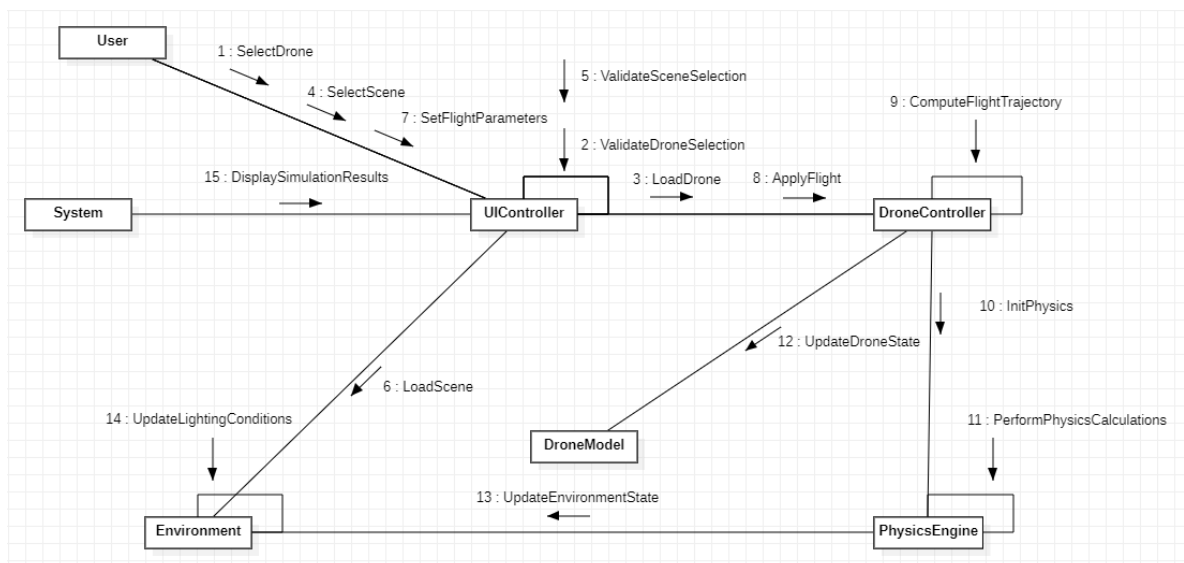 User
1 : SelectDrone
4 : SelectScene
7 : SetFlightParameters
5 : ValidateSceneSelection
2 : ValidateDroneSelection
9 : ComputeFlightTrajectory
15 : DisplaySimulationResults
3 : LoadDrone
8 : ApplyFlight
System
UIController
DroneController
10 : InitPhysics
12 : UpdateDroneState
6 : LoadScene
14 : UpdateLightingConditions
11 : PerformPhysicsCalculations
DroneModel
13 : UpdateEnvironmentState
Environment
PhysicsEngine